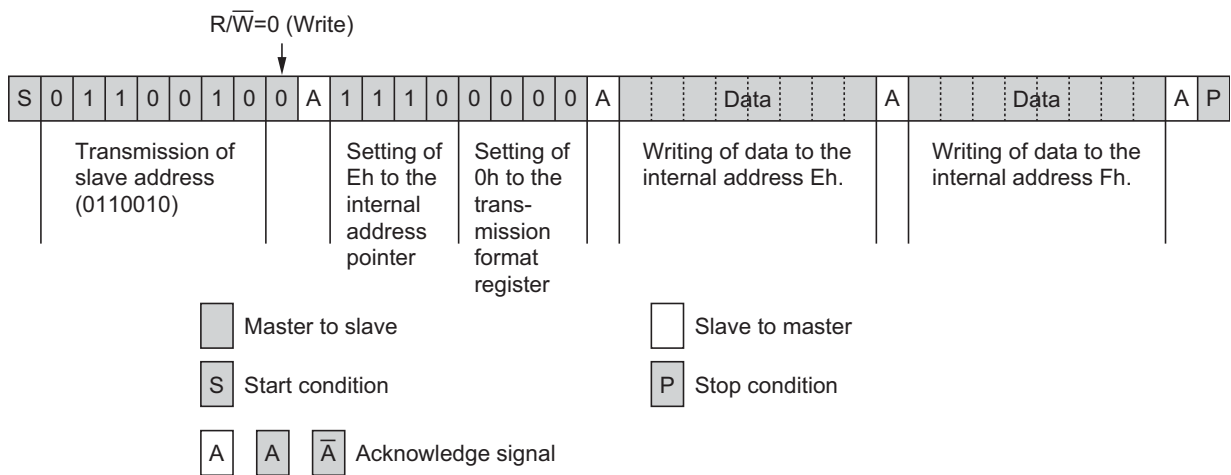 R/W̅=0 (Write)
S 0 1 1 0 0 1 0 0 A 1 1 1 0 0 0 0 0 A Data A Data A P
Transmission of
slave address
(0110010)
Setting of
Eh to the
internal
address
pointer
Setting of
0h to the
trans-
mission
format
register
Writing of data to the
internal address Eh.
Writing of data to the
internal address Fh.
Master to slave
Slave to master
S Start condition
P Stop condition
A A A̅ Acknowledge signal